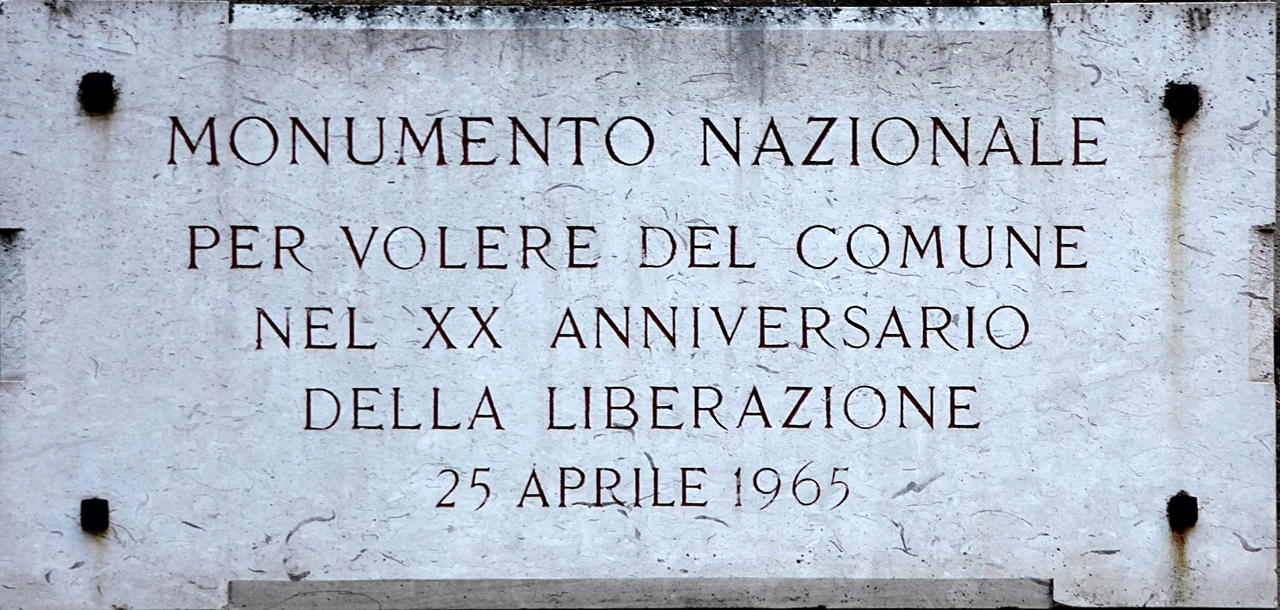 MONUMENTO NAZIONALE
PER VOLERE DEL COMUNE
NEL XX ANNIVERSARIO
DELLA LIBERAZIONE
25 APRILE 1965